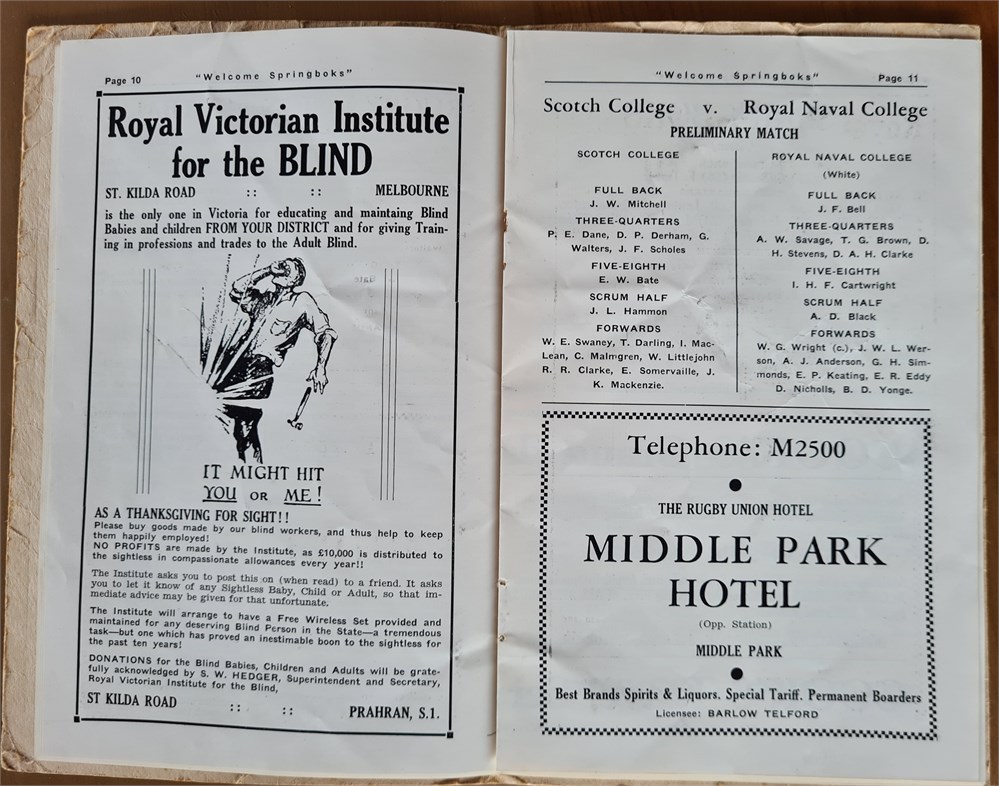 Page 10
"Welcome Springboks"
Royal Victorian Institute
for the BLIND
ST. KILDA ROAD :: :: MELBOURNE
is the only one in Victoria for educating and maintaing Blind
Babies and children FROM YOUR DISTRICT and for giving Train-
ing in professions and trades to the Adult Blind.
IT MIGHT HIT
YOU OR ME!
AS A THANKSGIVING FOR SIGHT!!
Please buy goods made by our blind workers, and thus help to keep
them happily employed!
NO PROFITS are made by the Institute, as £10,000 is distributed to
the sightless in compassionate allowances every year!!
The Institute asks you to post this on (when read) to a friend. It asks
you to let it know of any Sightless Baby, Child or Adult, so that im-
mediate advice may be given for that unfortunate.
The Institute will arrange to have a Free Wireless Set provided and
maintained for any deserving Blind Person in the State—a tremendous
task—but one which has proved an inestimable boon to the sightless for
the past ten years!
DONATIONS for the Blind Babies, Children and Adults will be grate-
fully acknowledged by S. W. HEDGER, Superintendent and Secretary,
Royal Victorian Institute for the Blind,
ST KILDA ROAD :: :: PRAHRAN, S.1.
"Welcome Springboks"
Page 11
Scotch College v. Royal Naval College
PRELIMINARY MATCH
SCOTCH COLLEGE
FULL BACK
J. W. Mitchell
THREE-QUARTERS
P. E. Dane, D. P. Derham, G.
Walters, J. F. Scholes
FIVE-EIGHTH
E. W. Bate
SCRUM HALF
J. L. Hammon
FORWARDS
W. E. Swaney, T. Darling, I. Mac-
Lean, C. Malmgren, W. Littlejohn
R. R. Clarke, E. Somervaille, J.
K. Mackenzie.
ROYAL NAVAL COLLEGE
(White)
FULL BACK
J. F. Bell
THREE-QUARTERS
A. W. Savage, T. G. Brown, D.
H. Stevens, D. A. H. Clarke
FIVE-EIGHTH
I. H. F. Cartwright
SCRUM HALF
A. D. Black
FORWARDS
W. G. Wright (c.), J. W. L. Wer-
son, A. J. Anderson, G. H. Sim-
monds, E. P. Keating, E. R. Eddy
D. Nicholls, B. D. Yonge.
Telephone: M2500
THE RUGBY UNION HOTEL
MIDDLE PARK
HOTEL
(Opp. Station)
MIDDLE PARK
Best Brands Spirits & Liquors. Special Tariff. Permanent Boarders
Licensee: BARLOW TELFORD